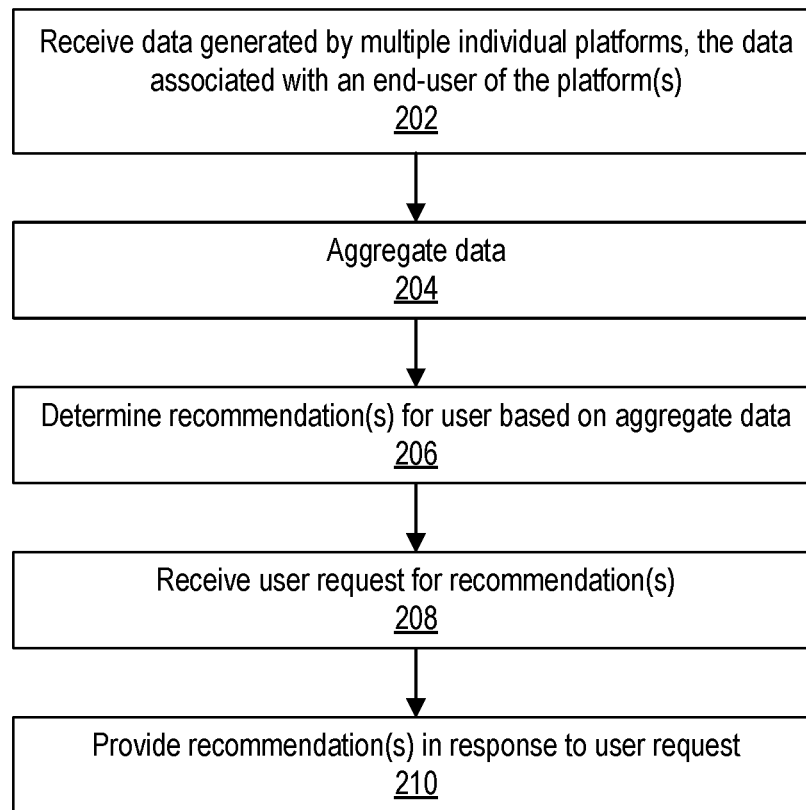 Receive data generated by multiple individual platforms, the data
associated with an end-user of the platform(s)
202
Aggregate data
204
Determine recommendation(s) for user based on aggregate data
206
Receive user request for recommendation(s)
208
Provide recommendation(s) in response to user request
210